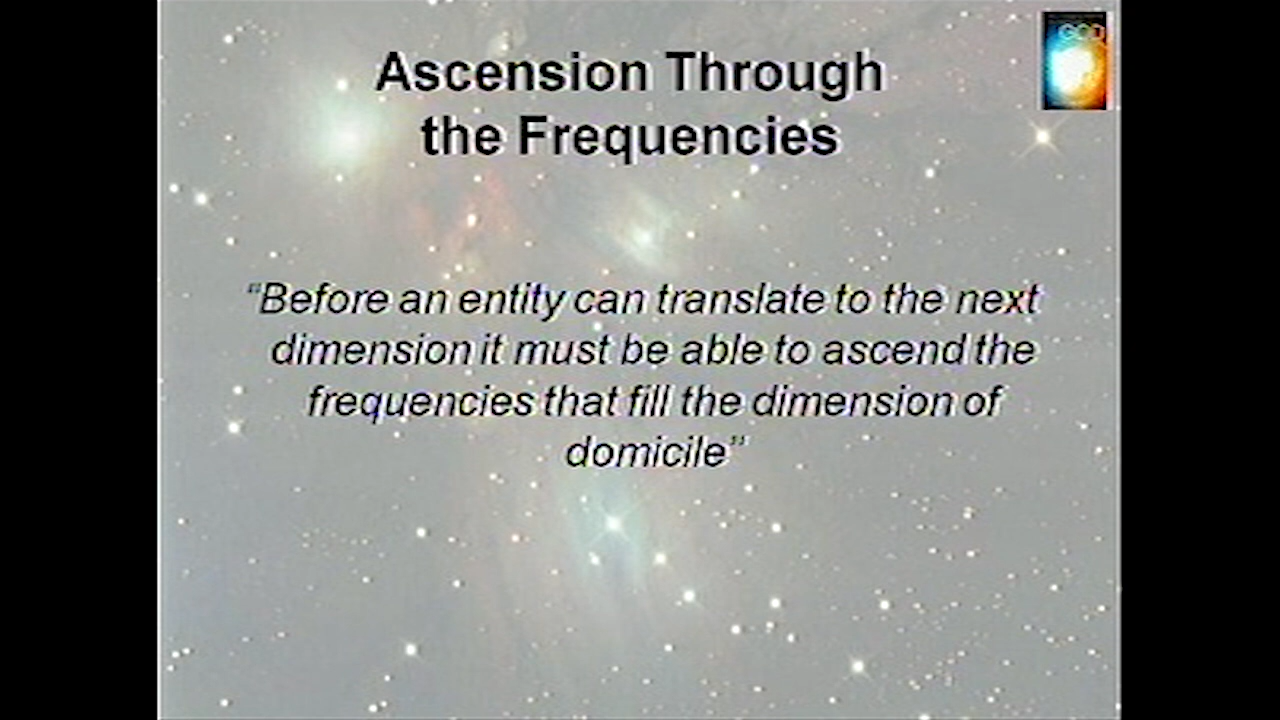 Ascension Through
the Frequencies
GOD
“Before an entity can translate to the next
dimension it must be able to ascend the
frequencies that fill the dimension of
domicile”